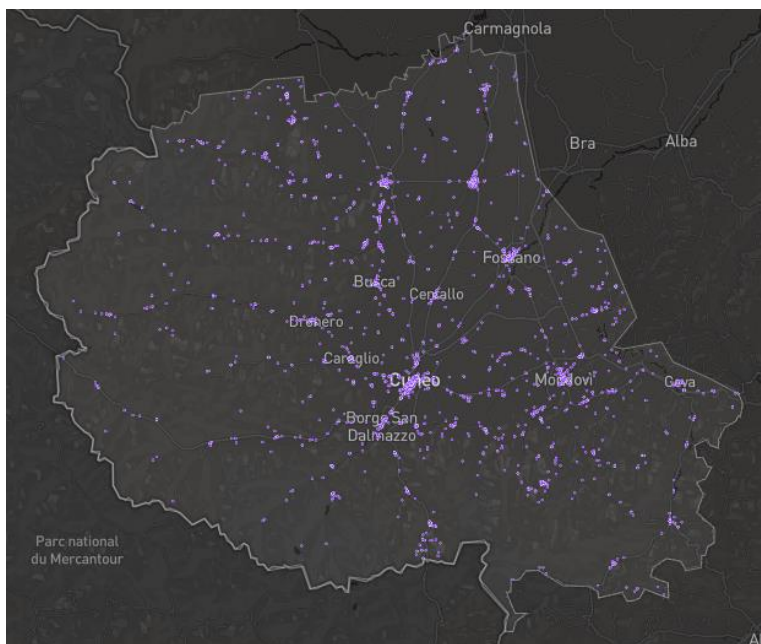 Carmagnola
Bra
Alba
Fossano
Busca
Centallo
Dronero
Caraglio
Cuneo
Mondovì
Ceva
Borgo San
Dalmazzo
Parc national
du Mercantour